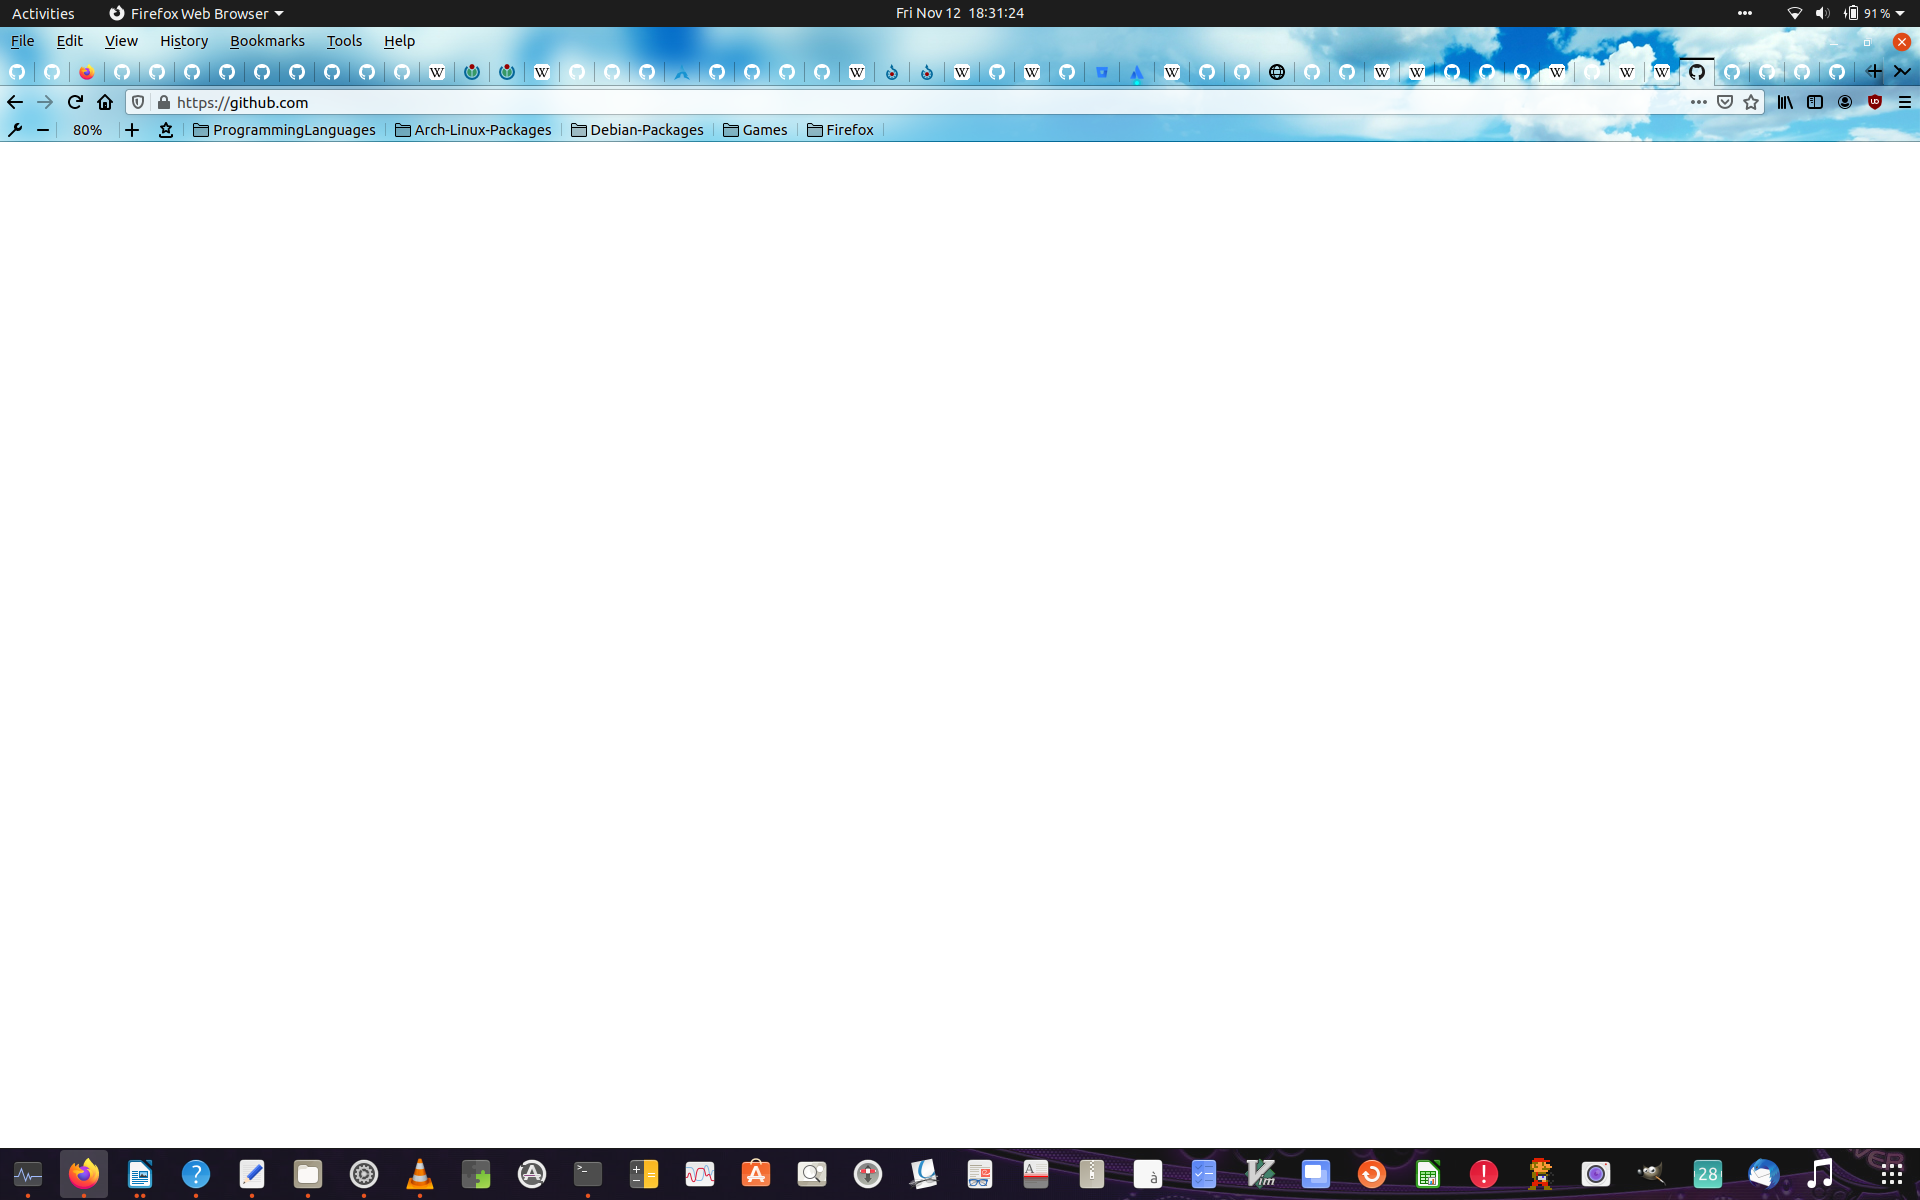 Activities Firefox Web Browser Fri Nov 12 18:31:24 91%
File Edit View History Bookmarks Tools Help
https://github.com
80% ProgrammingLanguages Arch-Linux-Packages Debian-Packages Games Firefox
28